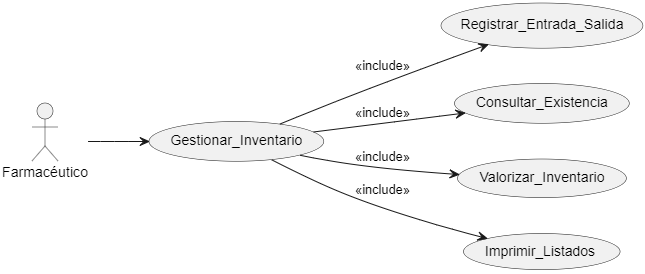 Registrar_Entrada_Salida
«include»
Consultar_Existencia
«include»
Gestionar_Inventario
Farmacéutico
«include»
Valorizar_Inventario
«include»
Imprimir_Listados